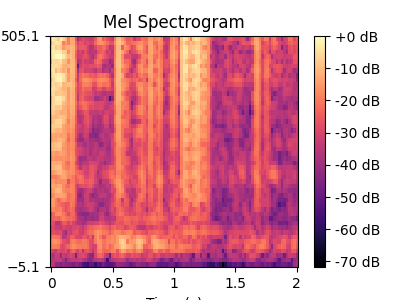 Mel Spectrogram
505.1
-5.1
0
0.5
1
1.5
2
+0 dB
-10 dB
-20 dB
-30 dB
-40 dB
-50 dB
-60 dB
-70 dB